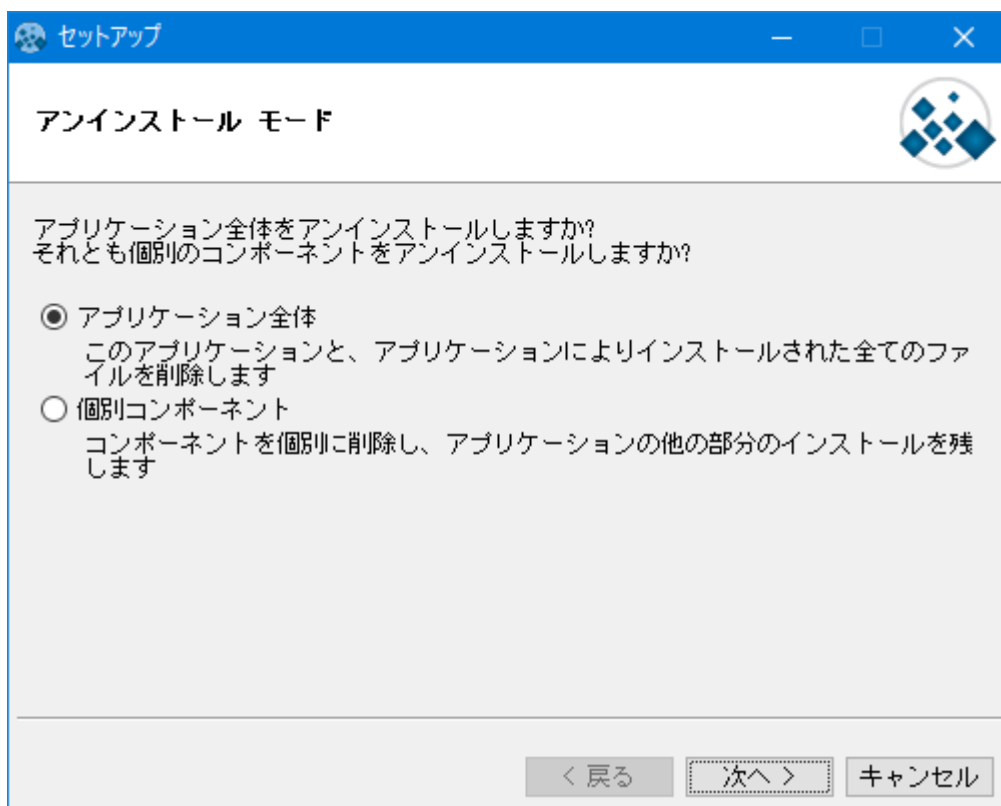 セットアップ
アンインストール モード
アプリケーション全体をアンインストールしますか?
それとも個別のコンポーネントをアンインストールしますか?
アプリケーション全体
このアプリケーションと、アプリケーションによりインストールされた全てのファ
イルを削除します
個別コンポーネント
コンポーネントを個別に削除し、アプリケーションの他の部分のインストールを残
します
< 戻る 次へ > キャンセル